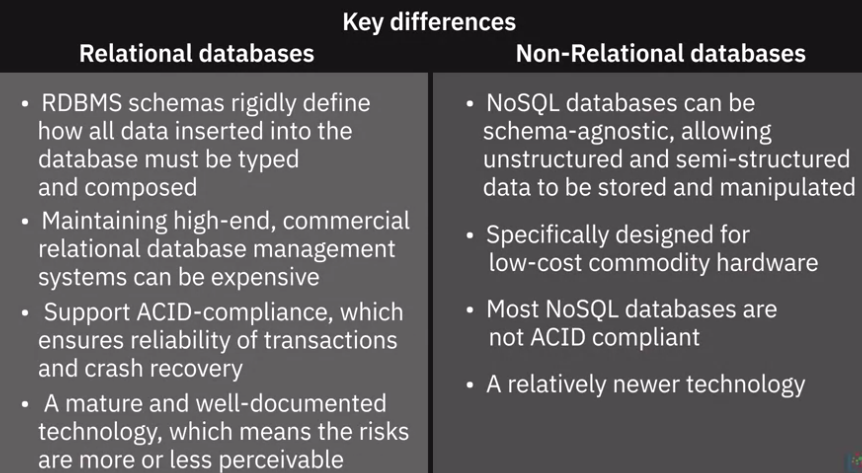 Key differences
Relational databases
Non-Relational databases
• RDBMS schemas rigidly define
how all data inserted into the
database must be typed
and composed
• Maintaining high-end, commercial
relational database management
systems can be expensive
• Support ACID-compliance, which
ensures reliability of transactions
and crash recovery
• A mature and well-documented
technology, which means the risks
are more or less perceivable
• NoSQL databases can be
schema-agnostic, allowing
unstructured and semi-structured
data to be stored and manipulated
• Specifically designed for
low-cost commodity hardware
• Most NoSQL databases are
not ACID compliant
• A relatively newer technology